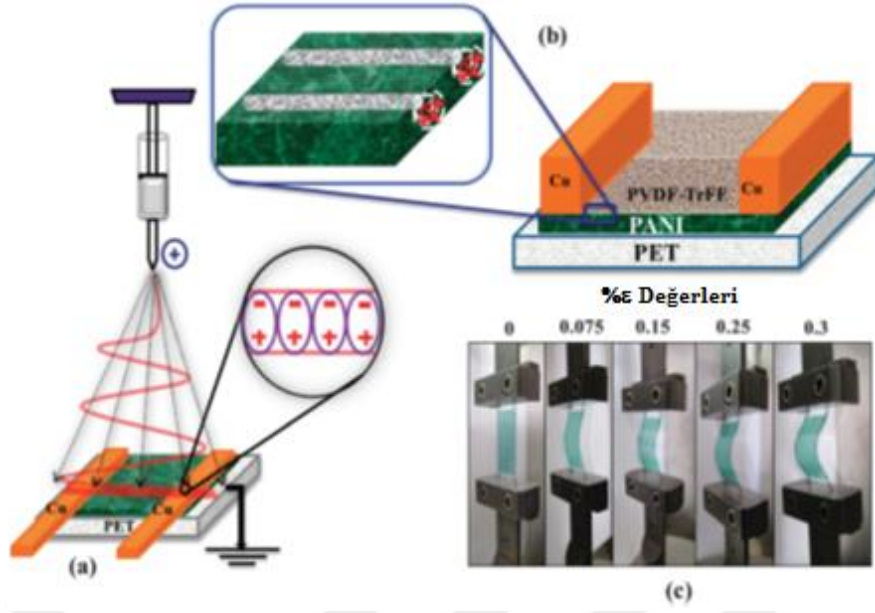 (b)
Cu
PVDF-TrFE
Cu
PANI
PET
+
- - - -
+ + + +
Cu
Cu
PET
(a)
%ε Değerleri
0 0.075 0.15 0.25 0.3
(c)